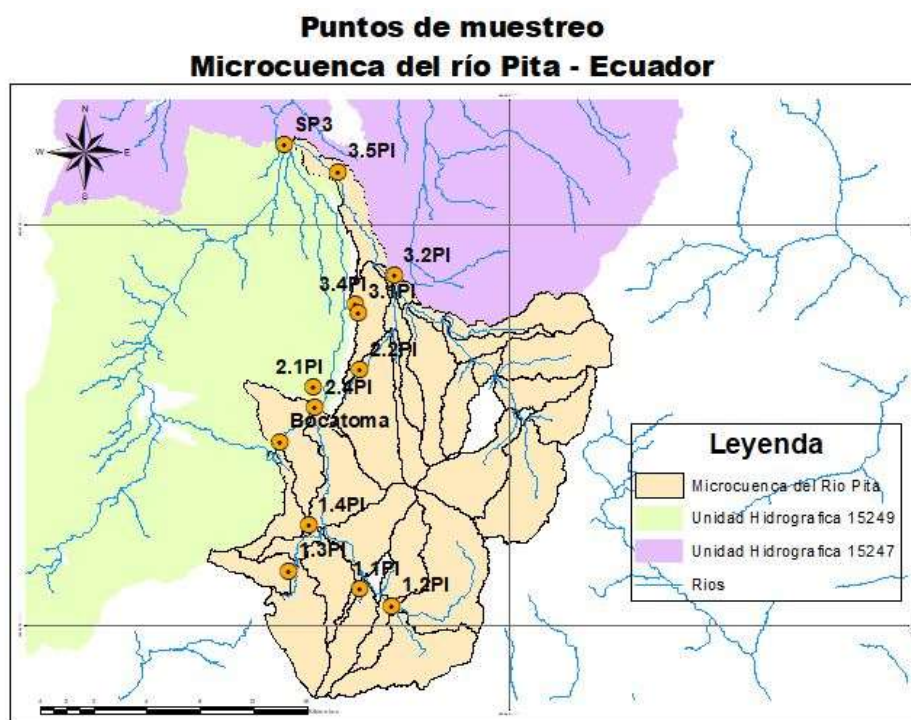 Puntos de muestreo
Microcuenca del río Pita - Ecuador
N
W
E
S
SP3
3.5PI
3.2PI
3.4PI
2.2PI
2.1PI
2.4PI
Bocatoma
1.4PI
1.3PI
1.1PI
1.2PI
Leyenda
Microcuenca del Rio Pita
Unidad Hidrografica 15249
Unidad Hidrografica 15247
Rios